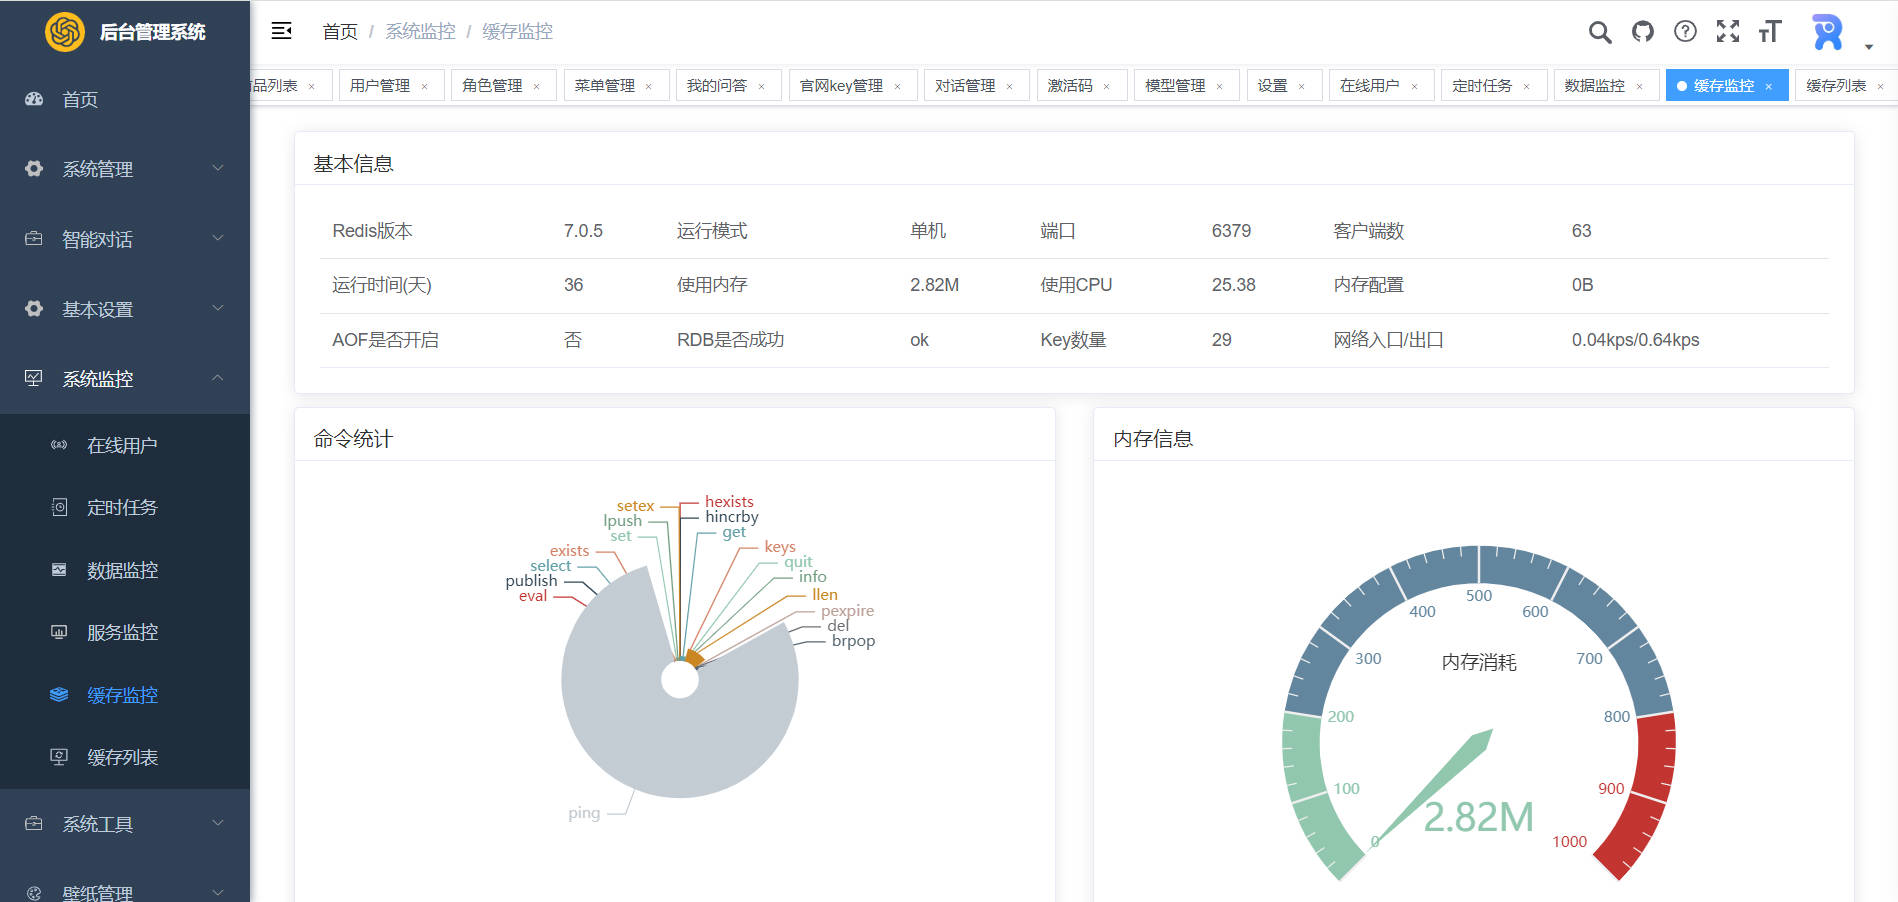 后台管理系统
首页 / 系统监控 / 缓存监控
品列表 × 用户管理 × 角色管理 × 菜单管理 × 我的问答 × 官网key管理 × 对话管理 × 激活码 × 模型管理 × 设置 × 在线用户 × 定时任务 × 数据监控 × 缓存监控 × 缓存列表 ×
首页
系统管理
智能对话
基本设置
系统监控
在线用户
定时任务
数据监控
服务监控
缓存监控
缓存列表
系统工具
壁纸管理
基本信息
Redis版本 7.0.5 运行模式 单机 端口 6379 客户端数 63
运行时间(天) 36 使用内存 2.82M 使用CPU 25.38 内存配置 0B
AOF是否开启 否 RDB是否成功 ok Key数量 29 网络入口/出口 0.04kps/0.64kps
命令统计
setex
lpush
set
exists
select
publish
eval
hexists
hincrby
get
keys
quit
info
llen
pexpire
del
brpop
ping
内存信息
0
100
200
300
400
500
600
700
800
900
1000
内存消耗
2.82M